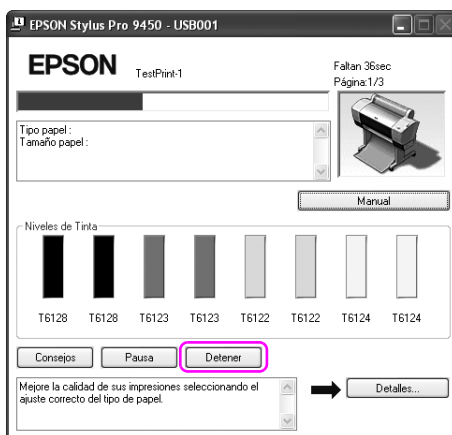 EPSON Stylus Pro 9450 - USB001
EPSON TestPrint-1
Faltan 36sec
Página:1/3
Tipo papel :
Tamaño papel :
Manual
Niveles de Tinta
T6128 T6128 T6123 T6123 T6122 T6122 T6124 T6124
Consejos Pausa Detener
Mejore la calidad de sus impresiones seleccionando el
ajuste correcto del tipo de papel.
Detalles...